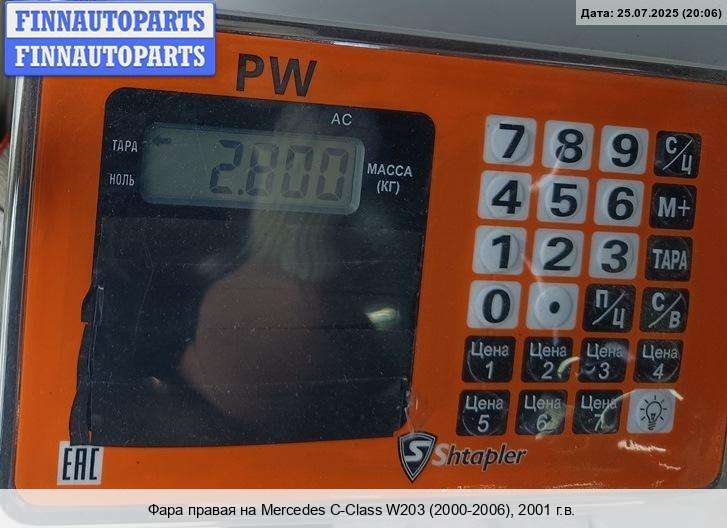 FINNAUTOPARTS
FINNAUTOPARTS
Дата: 25.07.2025 (20:06)
PW
AC
ТАРА
НОЛЬ
2.800
МАССА
(КГ)
7 8 9 С/Ц
4 5 6 М+
1 2 3 ТАРА
0 . П/Ц С/В
Цена 1 Цена 2 Цена 3 Цена 4
Цена 5 Цена 6 Цена 7
EAC
S Shtapler
Фара правая на Mercedes C-Class W203 (2000-2006), 2001 г.в.